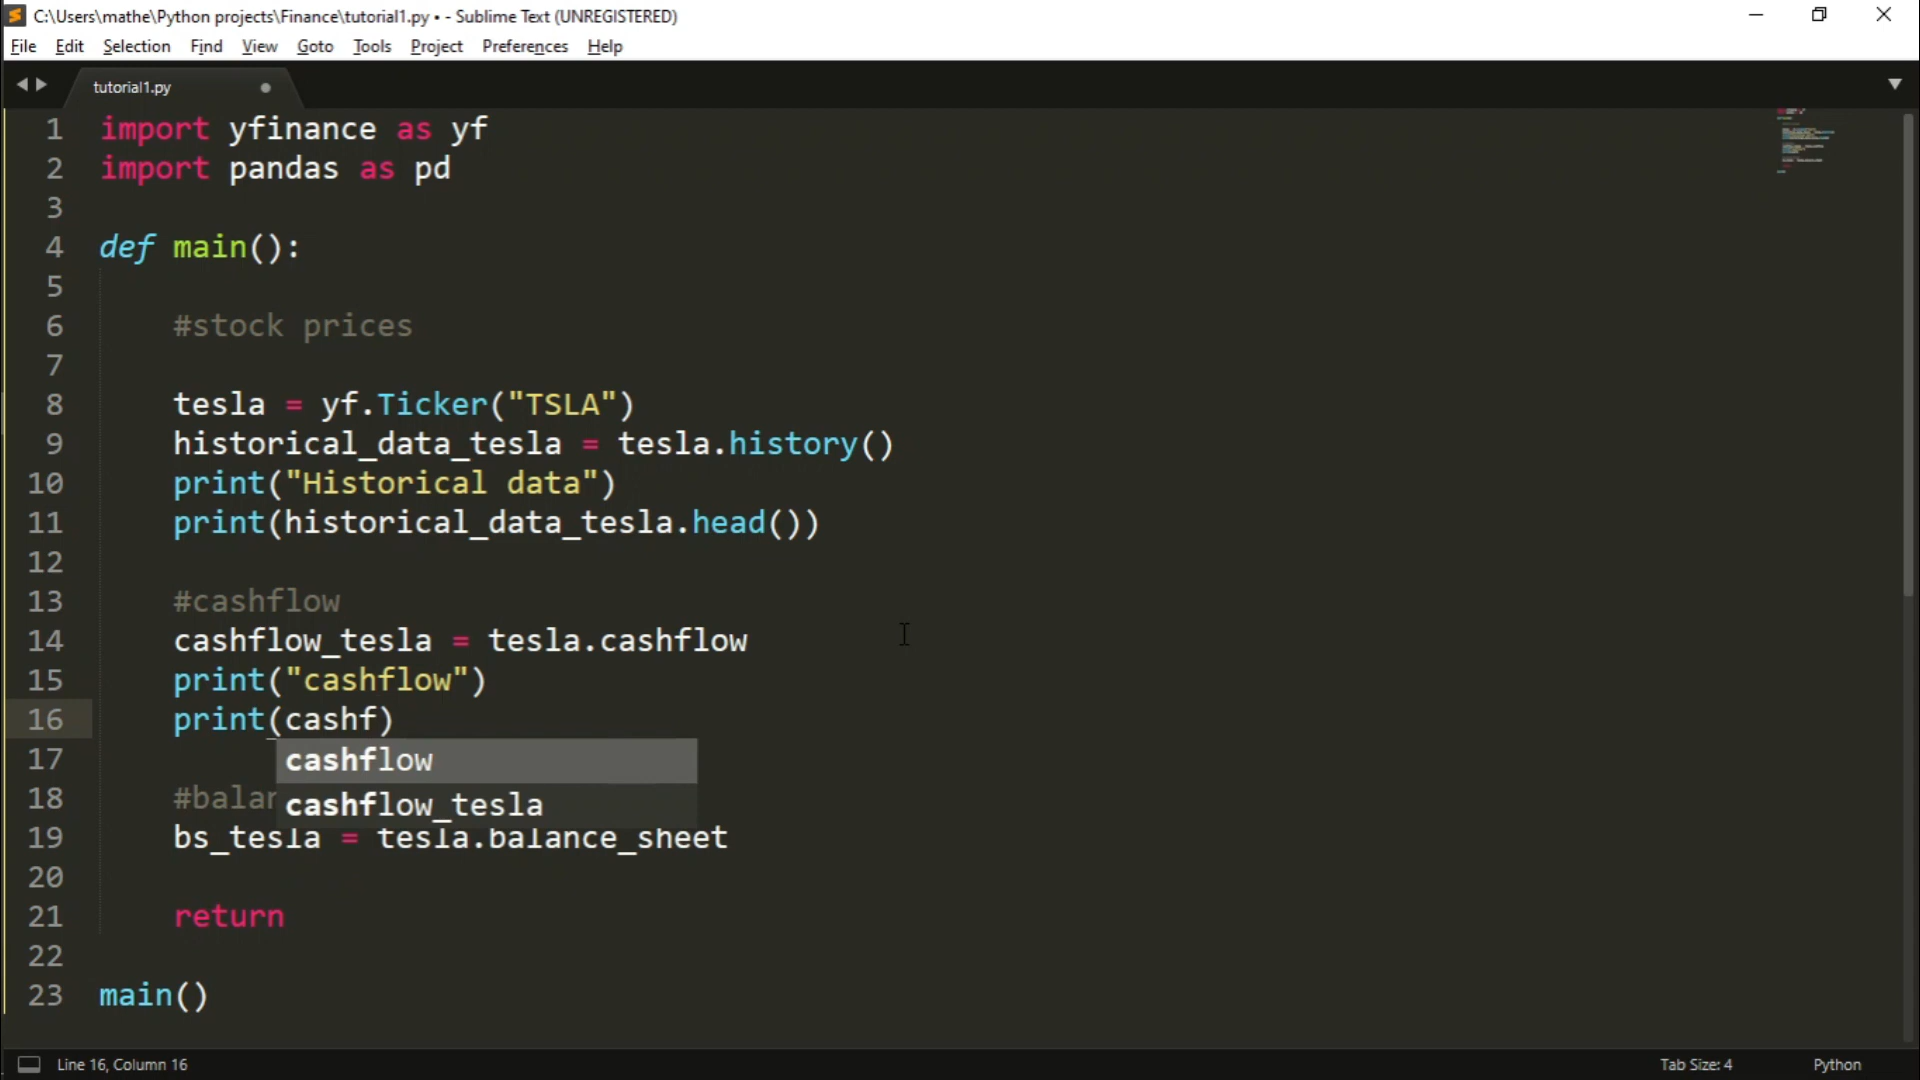 C:\Users\mathe\Python projects\Finance\tutorial1.py • - Sublime Text (UNREGISTERED)
File Edit Selection Find View Goto Tools Project Preferences Help
tutorial1.py
1 import yfinance as yf
2 import pandas as pd
3
4 def main():
5
6 #stock prices
7
8 tesla = yf.Ticker("TSLA")
9 historical_data_tesla = tesla.history()
10 print("Historical data")
11 print(historical_data_tesla.head())
12
13 #cashflow
14 cashflow_tesla = tesla.cashflow
15 print("cashflow")
16 print(cashf)
17 cashflow
18 #balan cashflow_tesla
19 bs_tesla = tesla.balance_sheet
20
21 return
22
23 main()
Line 16, Column 16 Tab Size: 4 Python